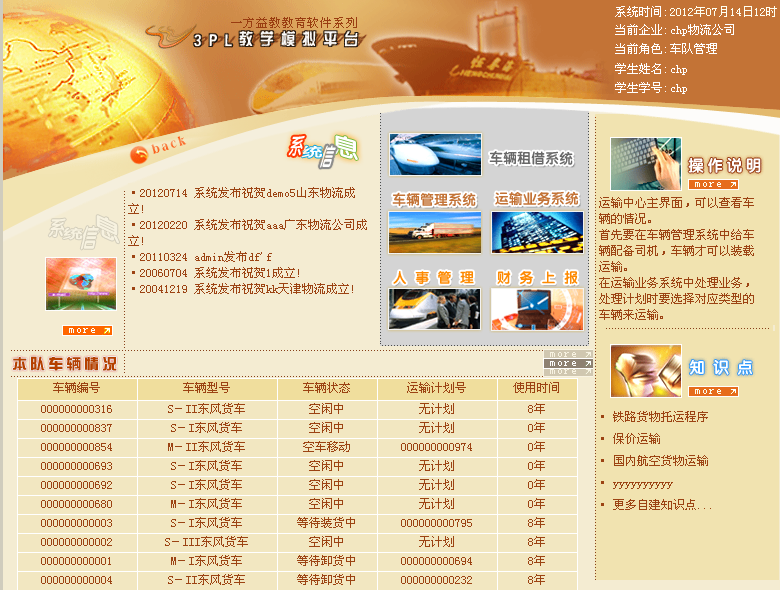 一方益教教育软件系列
3PL教学模拟平台
系统时间: 2012年07月14日12时
当前企业: chp物流公司
当前角色: 车队管理
学生姓名: chp
学生学号: chp
back
系统信息
• 20120714 系统发布祝贺demo5山东物流成
立!
• 20120220 系统发布祝贺aaa广东物流公司成
立!
• 20110324 admin发布df'f
• 20060704 系统发布祝贺1成立!
• 20041219 系统发布祝贺kk天津物流成立!
系统信息
more
车辆租借系统
车辆管理系统 运输业务系统
人事管理 财务上报
操作说明
more
运输中心主界面，可以查看车
辆的情况。
首先要在车辆管理系统中给车
辆配备司机，车辆才可以装载
运输。
在运输业务系统中处理业务，
处理计划时要选择对应类型的
车辆来运输。
本队车辆情况
more
more
more
车辆编号 车辆型号 车辆状态 运输计划号 使用时间
000000000316 S－II东风货车 空闲中 无计划 8年
000000000837 S－I东风货车 空闲中 无计划 0年
000000000854 M－II东风货车 空车移动 000000000974 0年
000000000693 S－I东风货车 空闲中 无计划 0年
000000000692 S－I东风货车 空闲中 无计划 0年
000000000680 M－I东风货车 空闲中 无计划 0年
000000000003 S－I东风货车 等待装货中 000000000795 8年
000000000002 S－III东风货车 空闲中 无计划 8年
000000000001 M－I东风货车 等待卸货中 000000000694 8年
000000000004 S－II东风货车 等待卸货中 000000000232 8年
知识点
more
• 铁路货物托运程序
• 保价运输
• 国内航空货物运输
• yyyyyyyyyy
• 更多自建知识点...